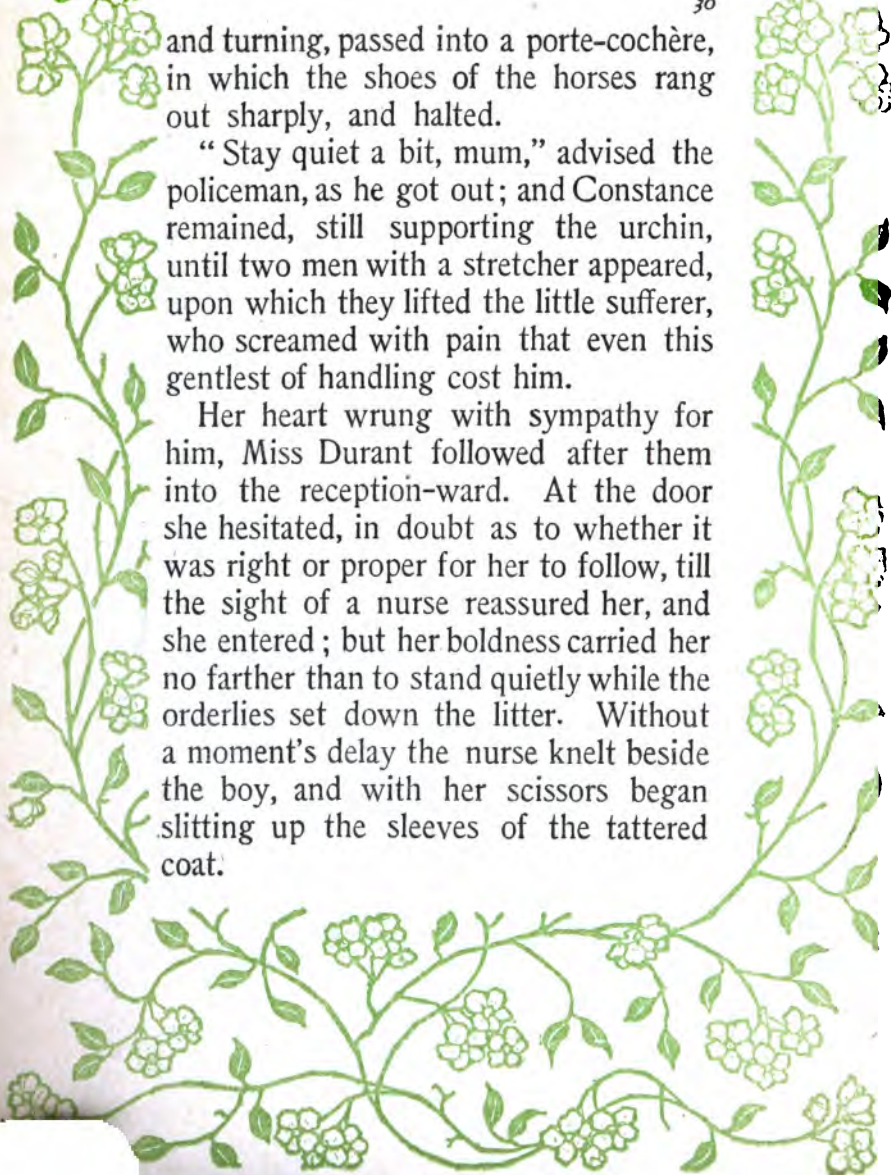 30
and turning, passed into a porte-cochère,
in which the shoes of the horses rang
out sharply, and halted.
“Stay quiet a bit, mum,” advised the
policeman, as he got out; and Constance
remained, still supporting the urchin,
until two men with a stretcher appeared,
upon which they lifted the little sufferer,
who screamed with pain that even this
gentlest of handling cost him.
Her heart wrung with sympathy for
him, Miss Durant followed after them
into the reception-ward. At the door
she hesitated, in doubt as to whether it
was right or proper for her to follow, till
the sight of a nurse reassured her, and
she entered; but her boldness carried her
no farther than to stand quietly while the
orderlies set down the litter. Without
a moment's delay the nurse knelt beside
the boy, and with her scissors began
slitting up the sleeves of the tattered
coat.